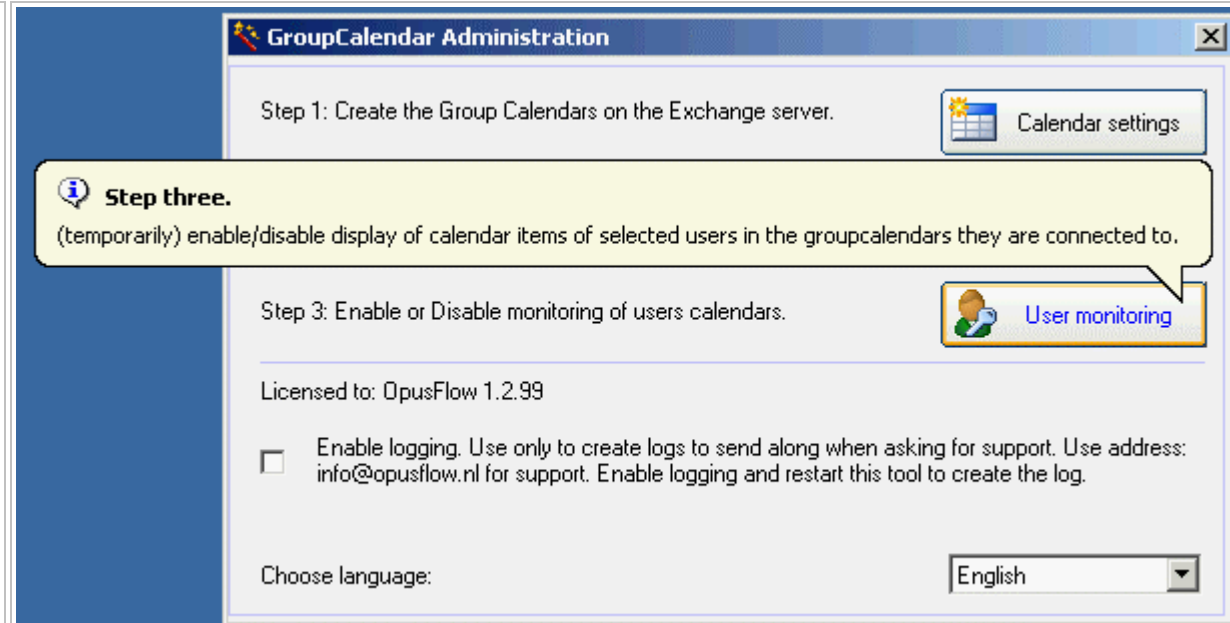 GroupCalendar Administration
Step 1: Create the Group Calendars on the Exchange server.
Calendar settings
Step three.
(temporarily) enable/disable display of calendar items of selected users in the groupcalendars they are connected to.
Step 3: Enable or Disable monitoring of users calendars.
User monitoring
Licensed to: OpusFlow 1.2.99
Enable logging. Use only to create logs to send along when asking for support. Use address:
info@opusflow.nl for support. Enable logging and restart this tool to create the log.
Choose language:
English